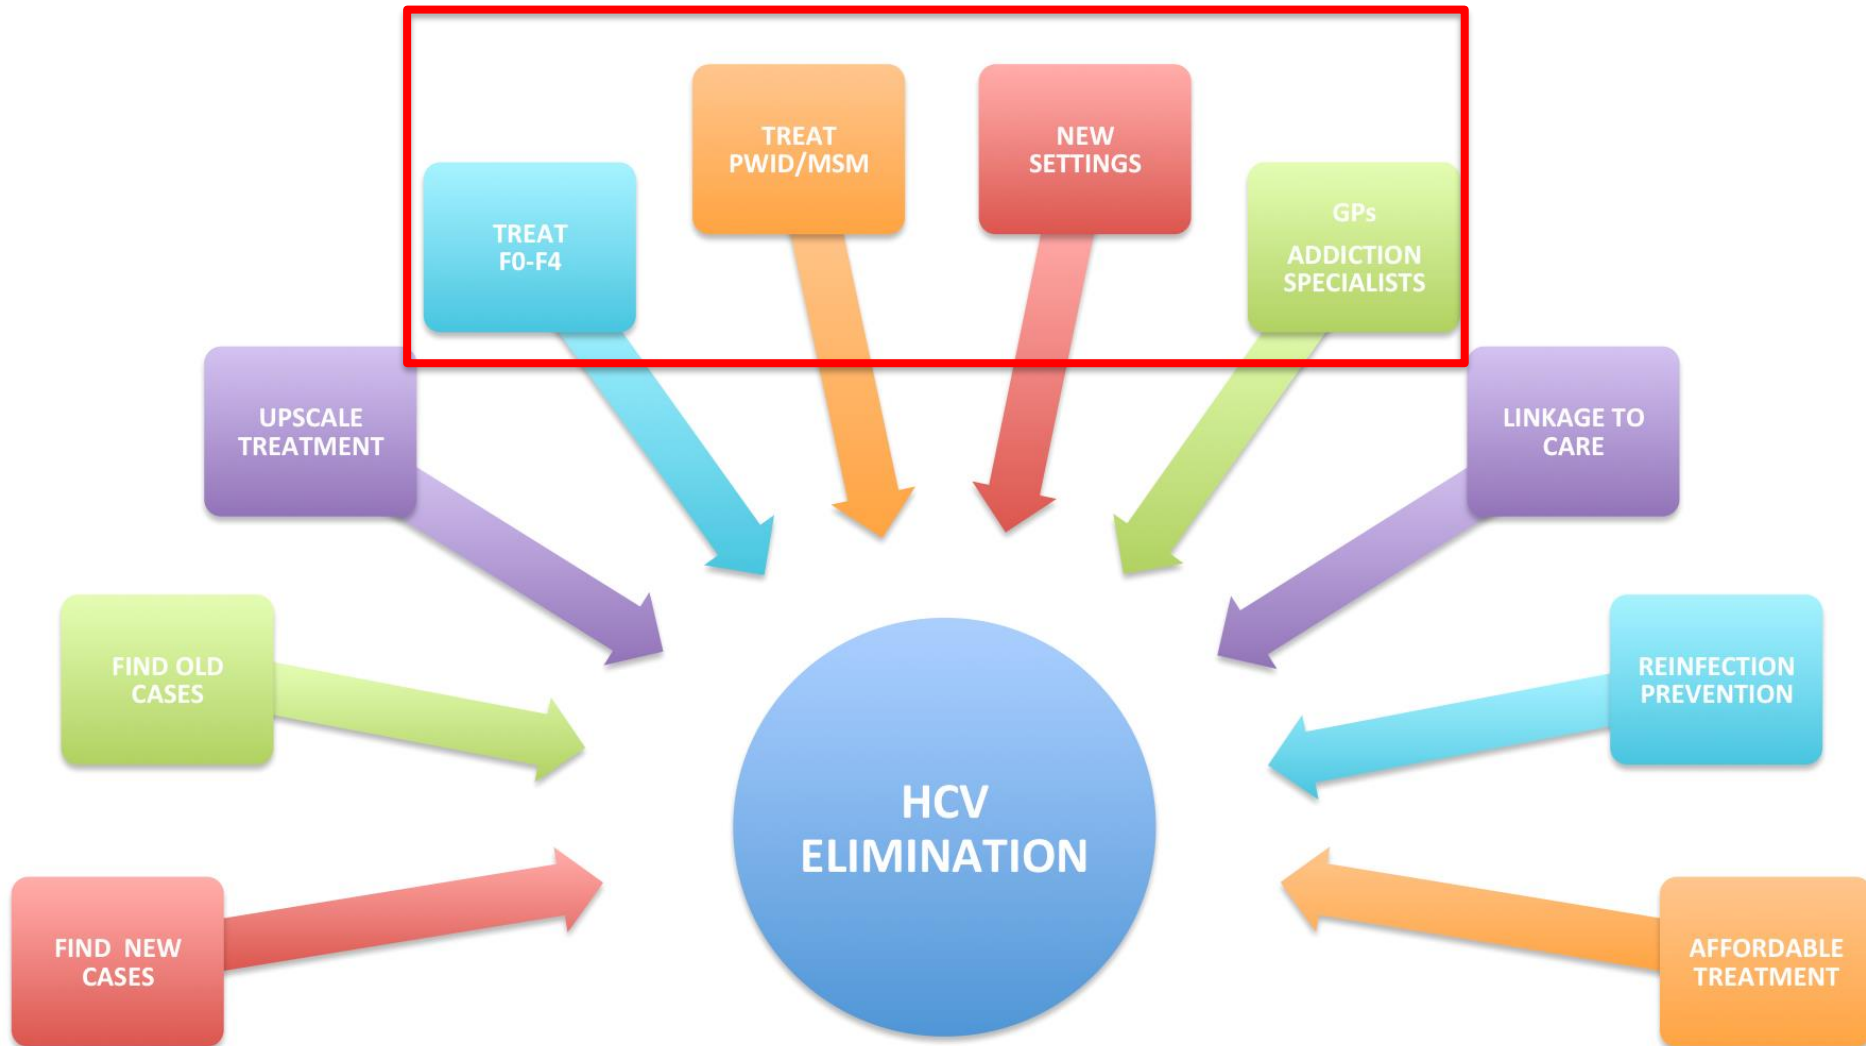 TREAT
PWID/MSM
NEW
SETTINGS
TREAT
F0-F4
GPs
ADDICTION
SPECIALISTS
UPSCALE
TREATMENT
LINKAGE TO
CARE
FIND OLD
CASES
REINFECTION
PREVENTION
HCV
ELIMINATION
FIND  NEW
CASES
AFFORDABLE
TREATMENT